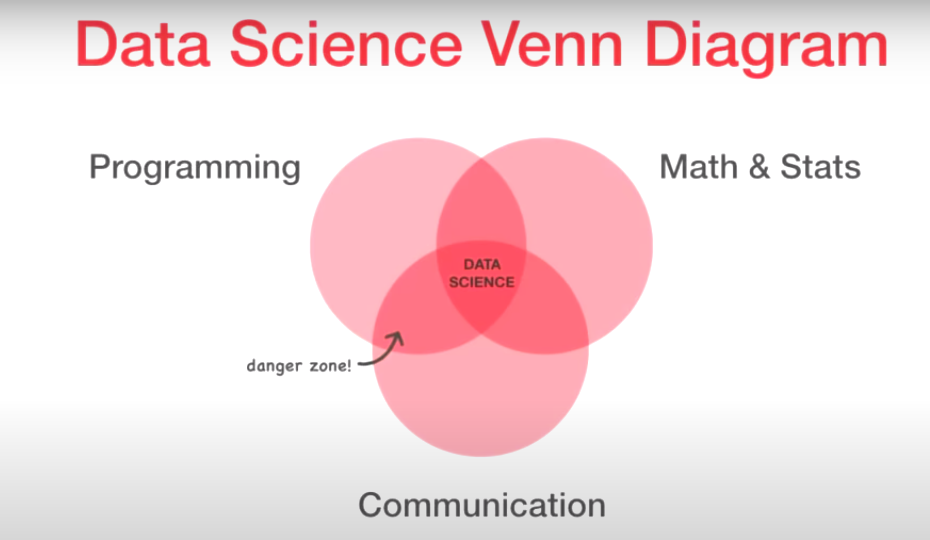 Data Science Venn Diagram
Programming
Math & Stats
DATA
SCIENCE
danger zone!
Communication